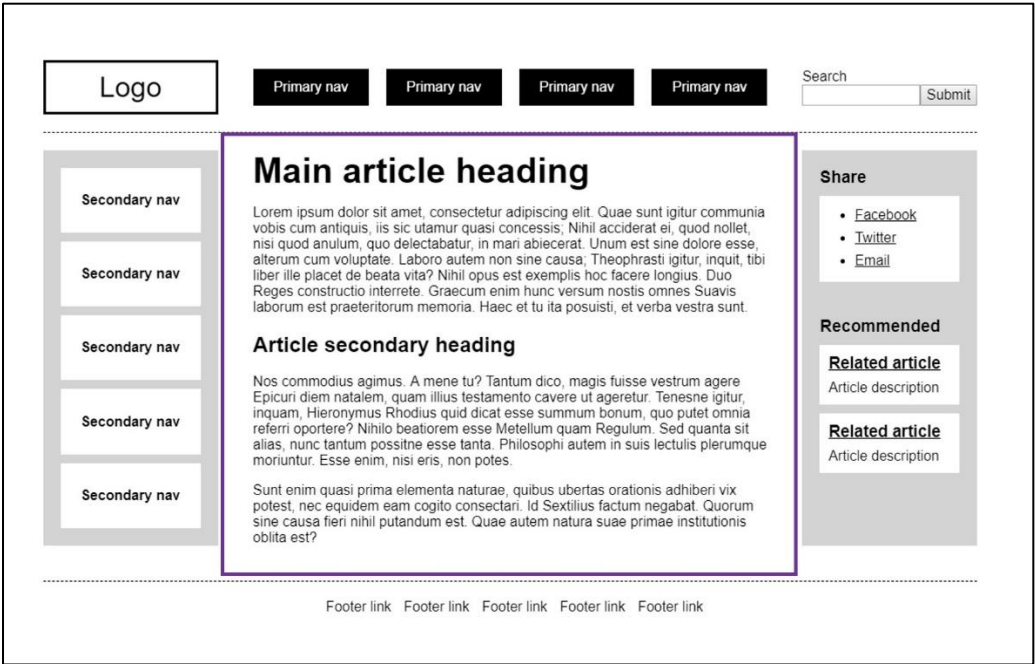 Logo
Primary nav
Primary nav
Primary nav
Primary nav
Search
Submit
Secondary nav
Secondary nav
Secondary nav
Secondary nav
Secondary nav
Main article heading
Lorem ipsum dolor sit amet, consectetur adipiscing elit. Quae sunt igitur communia
vobis cum antiquis, iis sic utamur quasi concessis; Nihil acciderat ei, quod nollet,
nisi quod anulum, quo delectabatur, in mari abiecerat. Unum est sine dolore esse,
alterum cum voluptate. Laboro autem non sine causa; Theophrasti igitur, inquit, tibi
liber ille placet de beata vita? Nihil opus est exemplis hoc facere longius. Duo
Reges constructio interrete. Graecum enim hunc versum nostis omnes Suavis
laborum est praeteritorum memoria. Haec et tu ita posuisti, et verba vestra sunt.
Article secondary heading
Nos commodius agimus. A mene tu? Tantum dico, magis fuisse vestrum agere
Epicuri diem natalem, quam illius testamento cavere ut ageretur. Tenesne igitur,
inquam, Hieronymus Rhodius quid dicat esse summum bonum, quo putet omnia
referri oportere? Nihilo beatiorem esse Metellum quam Regulum. Sed quanta sit
alias, nunc tantum possitne esse tanta. Philosophi autem in suis lectulis plerumque
moriuntur. Esse enim, nisi eris, non potes.
Sunt enim quasi prima elementa naturae, quibus ubertas orationis adhiberi vix
potest, nec equidem eam cogito consectari. Id Sextilius factum negabat. Quorum
sine causa fieri nihil putandum est. Quae autem natura suae primae institutionis
oblita est?
Share
Facebook
Twitter
Email
Recommended
Related article
Article description
Related article
Article description
Footer link Footer link Footer link Footer link Footer link